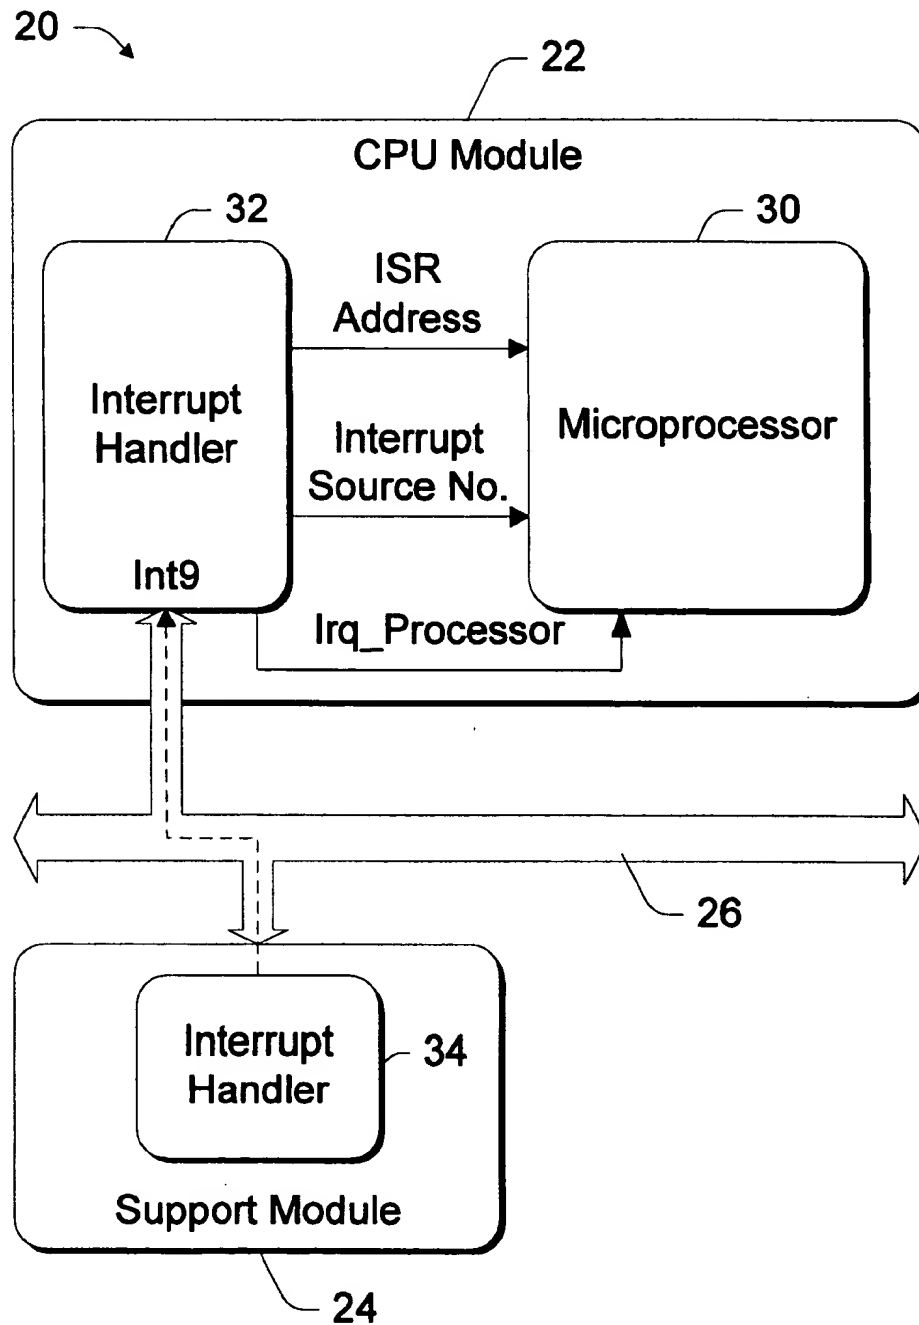 20
22
CPU Module
32
30
ISR
Address
Interrupt
Handler
Microprocessor
Interrupt
Source No.
Int9
Irq_Processor
26
Interrupt
Handler
34
Support Module
24